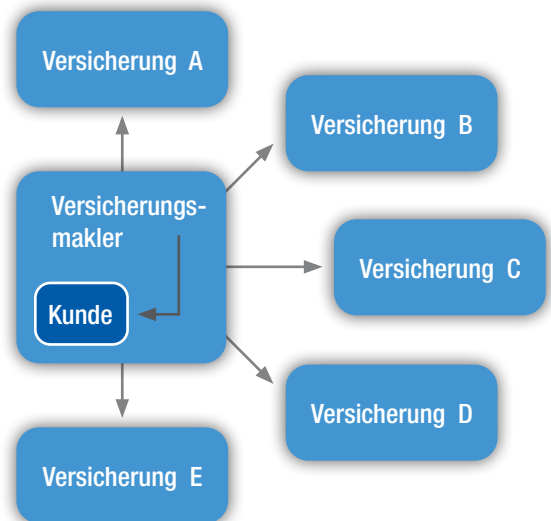 Versicherung A
Versicherung B
Versicherungs-
makler
Kunde
Versicherung C
Versicherung D
Versicherung E